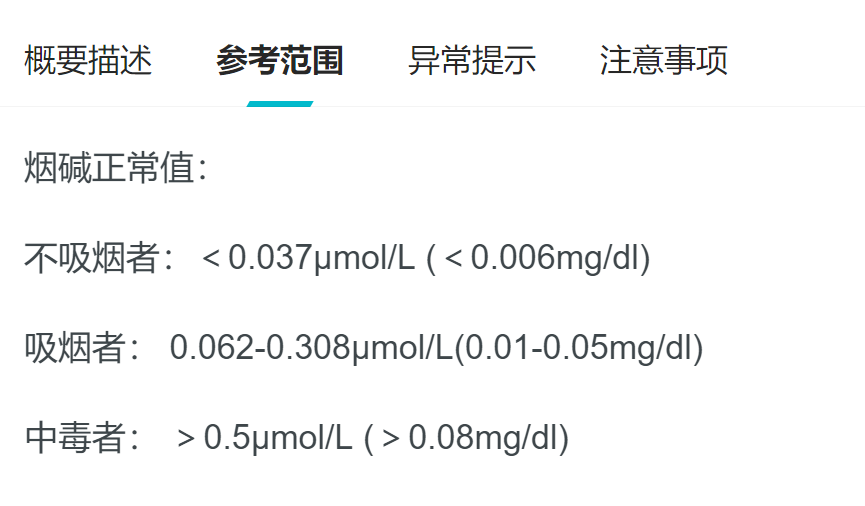 概要描述 参考范围 异常提示 注意事项
烟碱正常值：
不吸烟者：＜0.037μmol/L (＜0.006mg/dl)
吸烟者： 0.062-0.308μmol/L(0.01-0.05mg/dl)
中毒者： ＞0.5μmol/L (＞0.08mg/dl)